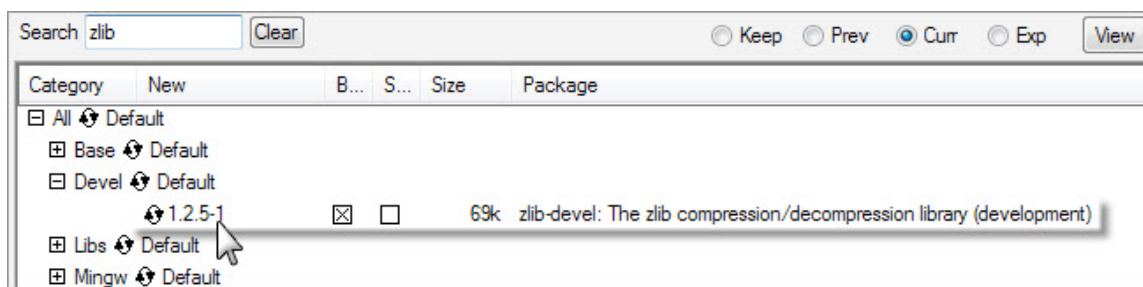 Search zlib Clear Keep Prev Curr Exp View
Category New B... S... Size Package
All Default
Base Default
Devel Default
1.2.5-1 69k zlib-devel: The zlib compression/decompression library (development)
Libs Default
Mingw Default